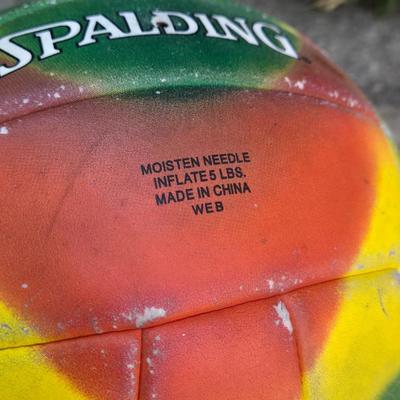 SPALDING
MOISTEN NEEDLE
INFLATE 5 LBS.
MADE IN CHINA
WEB